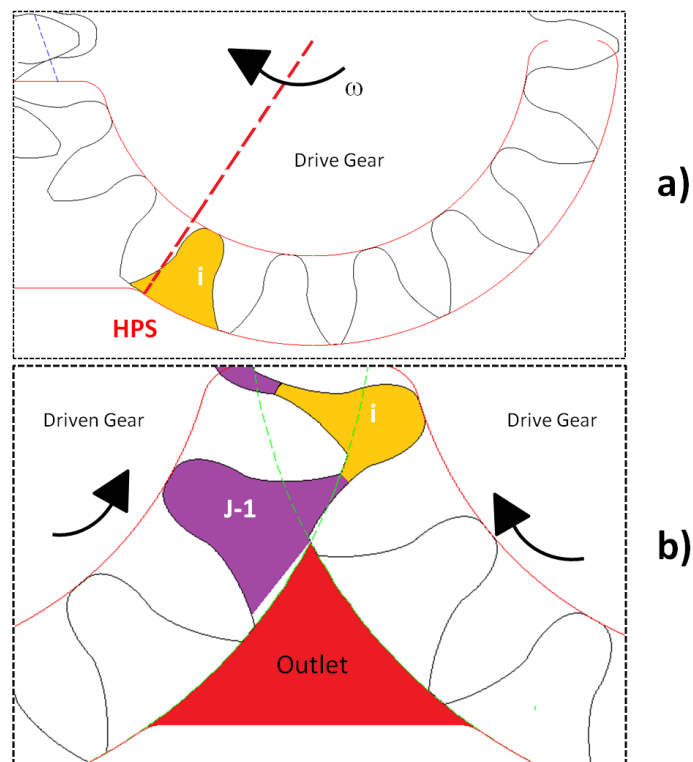 ω
Drive Gear
a)
i
HPS
Driven Gear
i
Drive Gear
J-1
b)
Outlet